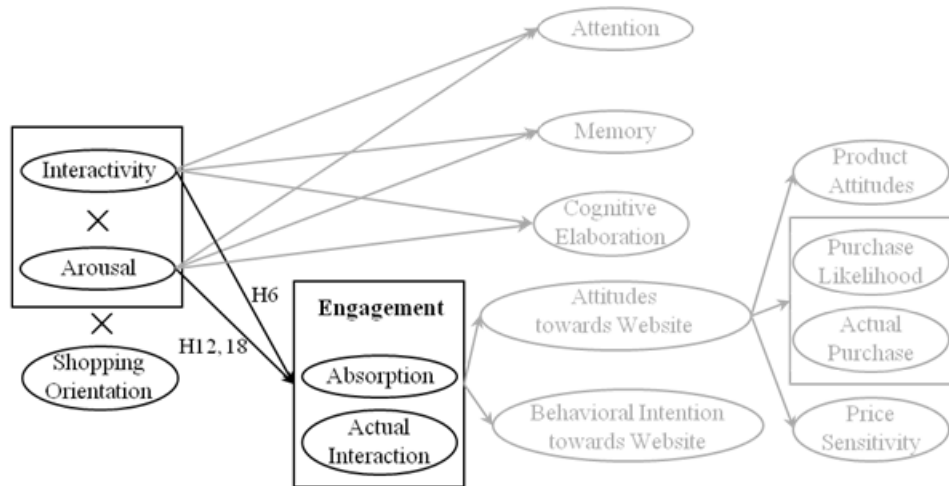 Attention
Memory
Interactivity
×
Arousal
×
Shopping
Orientation
Cognitive
Elaboration
H6
H12, 18
Engagement
Absorption
Actual
Interaction
Attitudes
towards Website
Behavioral Intention
towards Website
Product
Attitudes
Purchase
Likelihood
Actual
Purchase
Price
Sensitivity